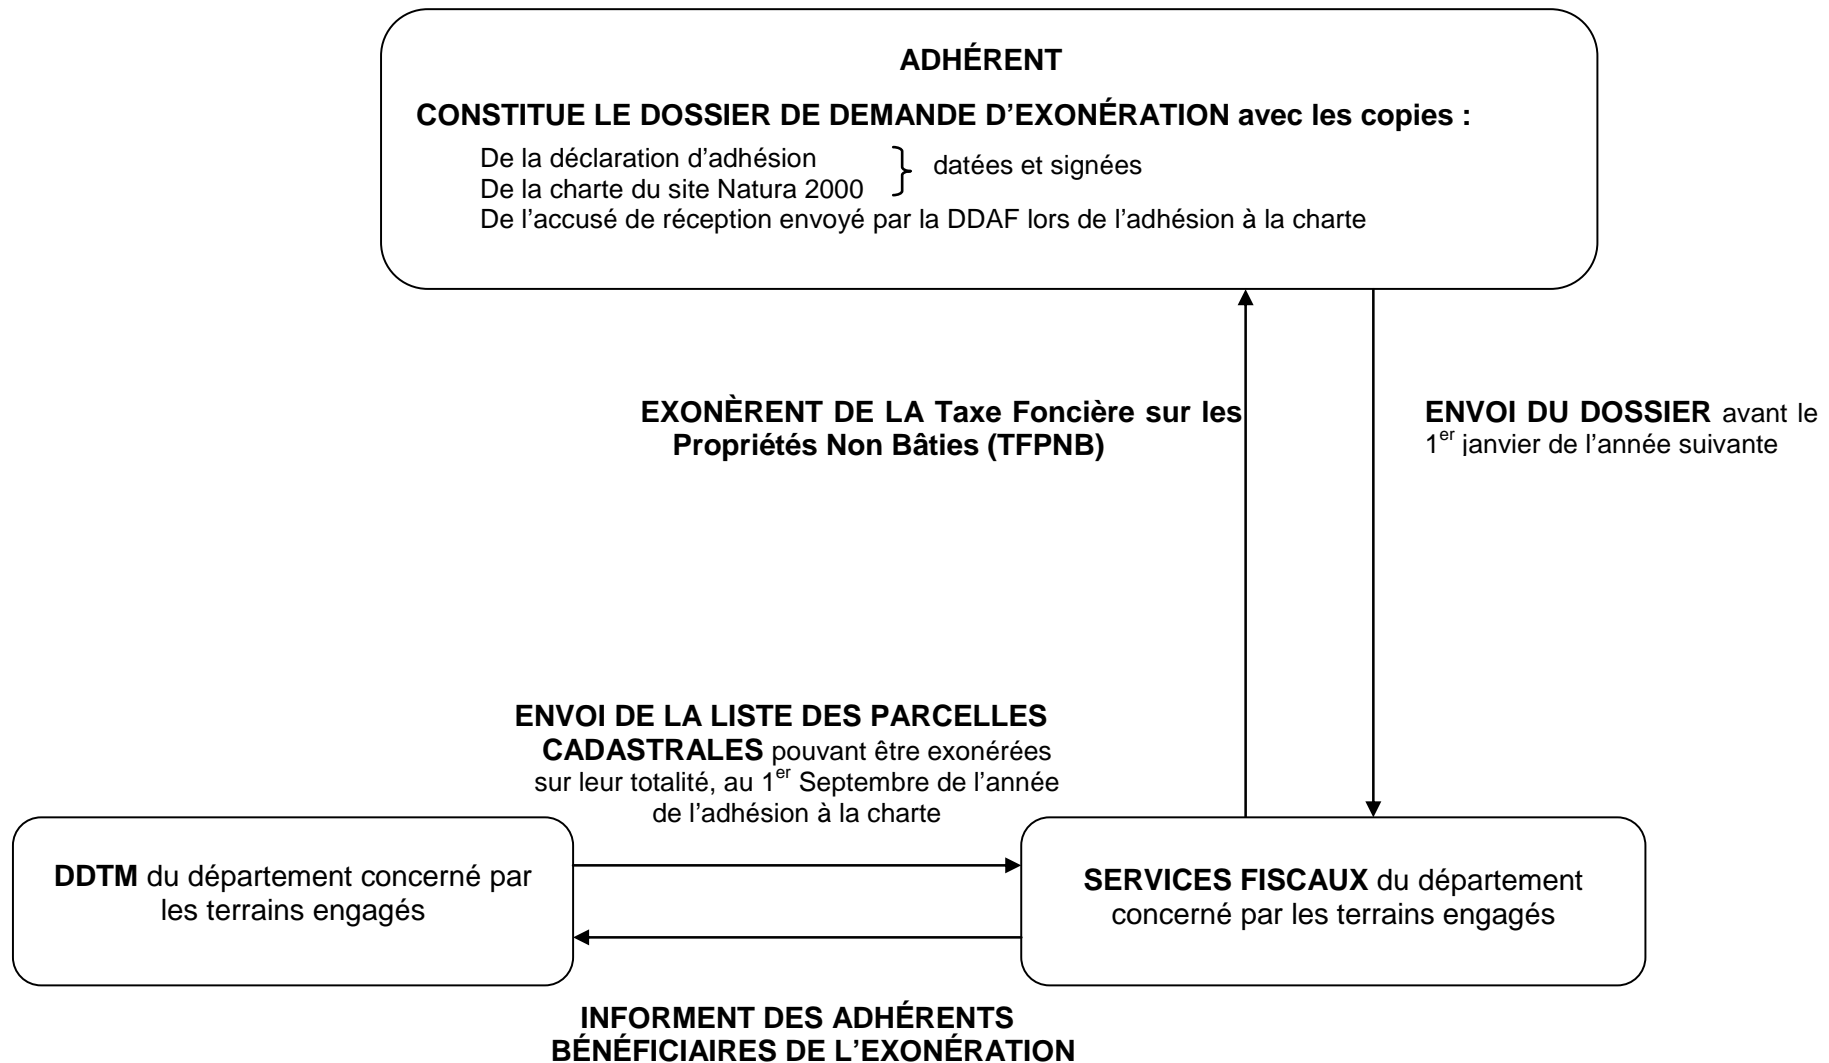 ADHÉRENT
CONSTITUE LE DOSSIER DE DEMANDE D’EXONÉRATION avec les copies :
De la déclaration d’adhésion
De la charte du site Natura 2000
datées et signées
De l’accusé de réception envoyé par la DDAF lors de l’adhésion à la charte
EXONÈRENT DE LA Taxe Foncière sur les
Propriétés Non Bâties (TFPNB)
ENVOI DU DOSSIER avant le
1er janvier de l’année suivante
ENVOI DE LA LISTE DES PARCELLES
CADASTRALES pouvant être exonérées
sur leur totalité, au 1er Septembre de l’année
de l’adhésion à la charte
DDTM du département concerné par
les terrains engagés
SERVICES FISCAUX du département
concerné par les terrains engagés
INFORMENT DES ADHÉRENTS
BÉNÉFICIAIRES DE L’EXONÉRATION